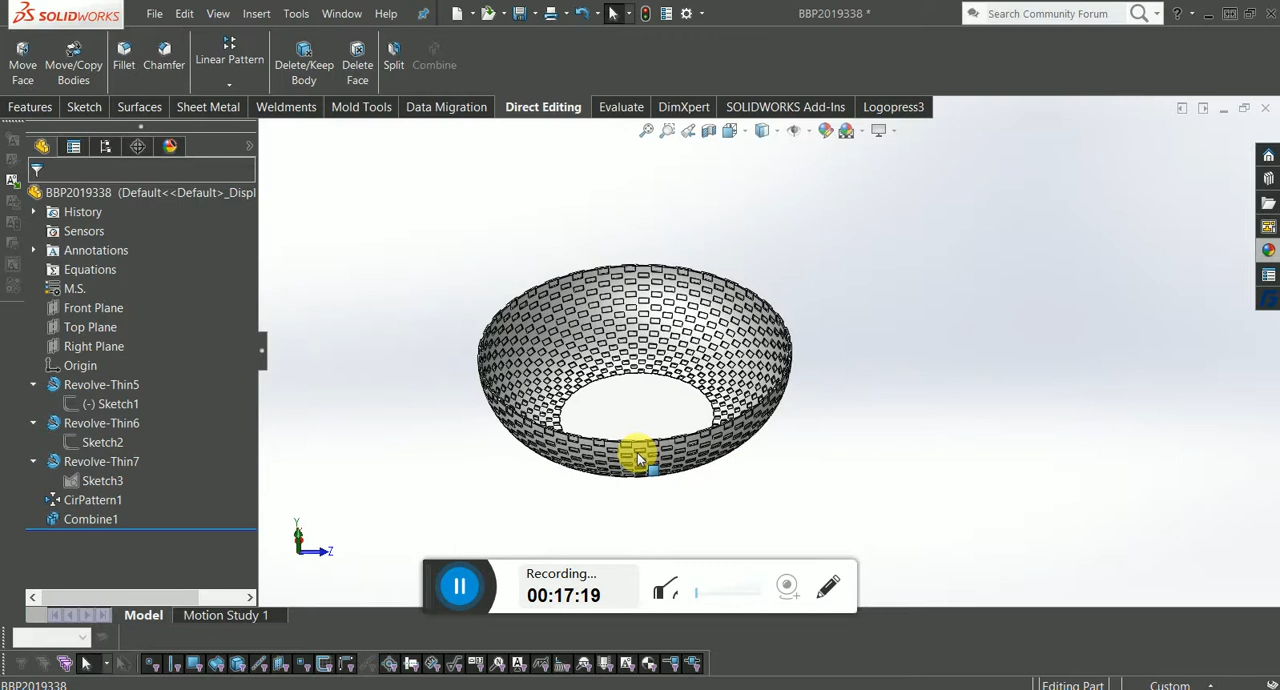 SOLIDWORKS
File Edit View Insert Tools Window Help
BBP2019338 *
Search Community Forum
?
Move Face
Move/Copy Bodies
Fillet
Chamfer
Linear Pattern
Delete/Keep Body
Delete Face
Split
Combine
Features Sketch Surfaces Sheet Metal Weldments Mold Tools Data Migration Direct Editing Evaluate DimXpert SOLIDWORKS Add-Ins Logopress3
BBP2019338 (Default<<Default>_Displ
History
Sensors
Annotations
Equations
M.S.
Front Plane
Top Plane
Right Plane
Origin
Revolve-Thin5
(-) Sketch1
Revolve-Thin6
Sketch2
Revolve-Thin7
Sketch3
CirPattern1
Combine1
Y
Z
Recording...
00:17:19
Model Motion Study 1
BBP2019338
Editing Part
Custom